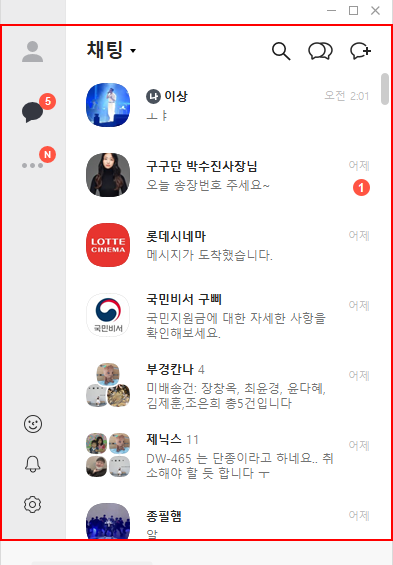 채팅
5
N
나 이상
오전 2:01
ㅗㅑ
구구단 박수진사장님
어제
오늘 송장번호 주세요~
1
LOTTE
CINEMA
롯데시네마
어제
메시지가 도착했습니다.
국민비서
국민비서 구삐
어제
국민지원금에 대한 자세한 사항을
확인해보세요.
부경칸나 4
어제
미배송건: 장창옥, 최윤경, 윤다혜,
김제훈,조은희 총5건입니다
제닉스 11
어제
DW-465 는 단종이라고 하네요.. 취
소해야 할 듯 합니다 ㅜ
종필햄
어제